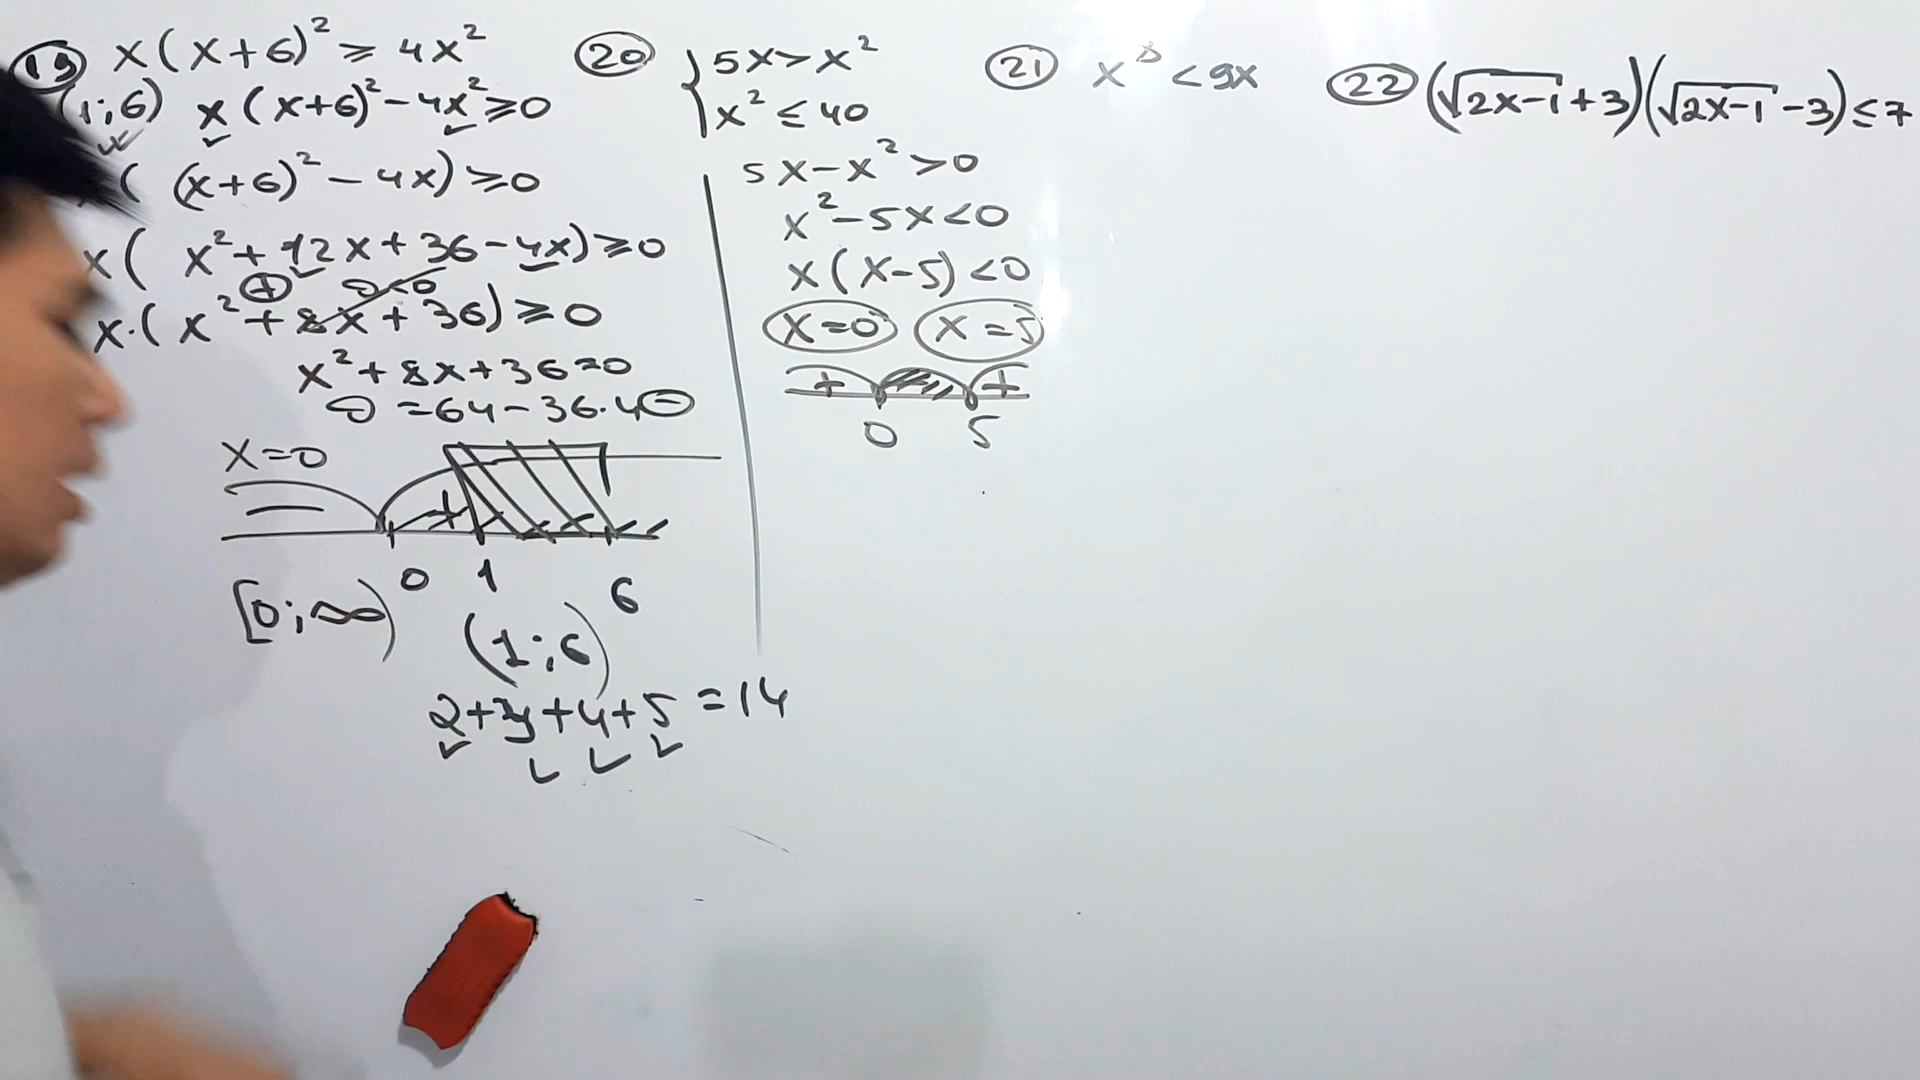 19 x(x+6)² ≥ 4x²
(1;6) x(x+6)²-4x²≥0
( (x+6)² - 4x) ≥0
x( x²+12x+36-4x)≥0
+ D<0
x·(x²+8x+36)≥0
x²+8x+36=0
D=64-36·4 -
x=0
- +
0 1 6
[0;∞) (1;6)
2+3+4+5=14
20 { 5x>x²
x² ≤ 40
5x-x²>0
x²-5x<0
x(x-5)<0
x=0 x=5
+ +
0 5
21 x³<9x
22 (√2x-1+3)(√2x-1-3)≤7